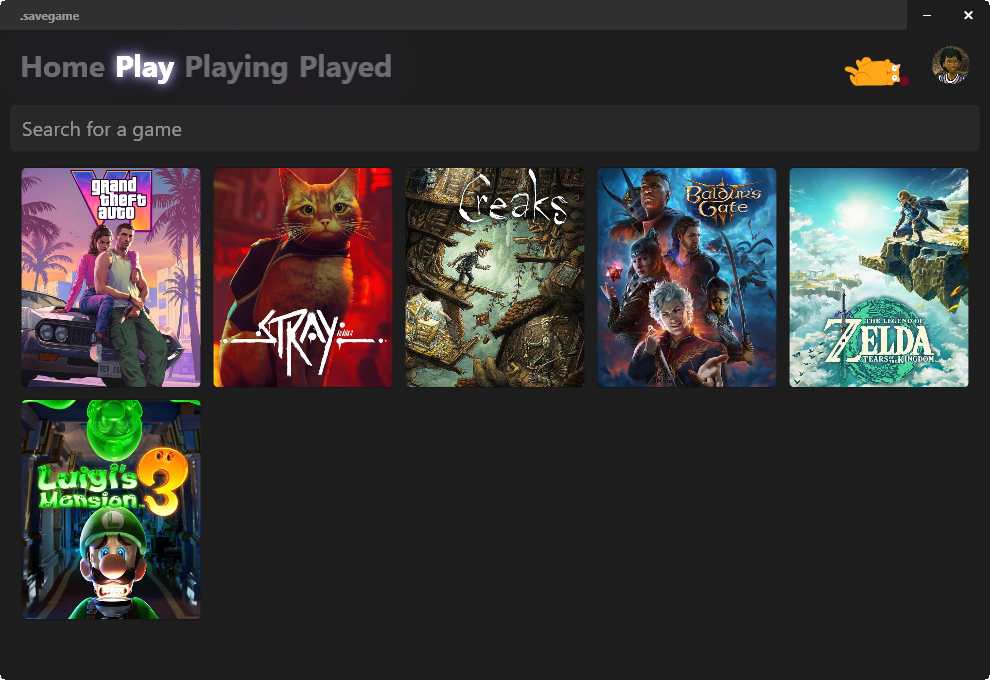 .savegame
Home Play Playing Played
Search for a game
grand
theft
auto
VI
STRAY
Creaks
Baldur's
Gate
THE LEGEND OF
ZELDA
TEARS OF THE KINGDOM
Luigi's
Mansion
3
L